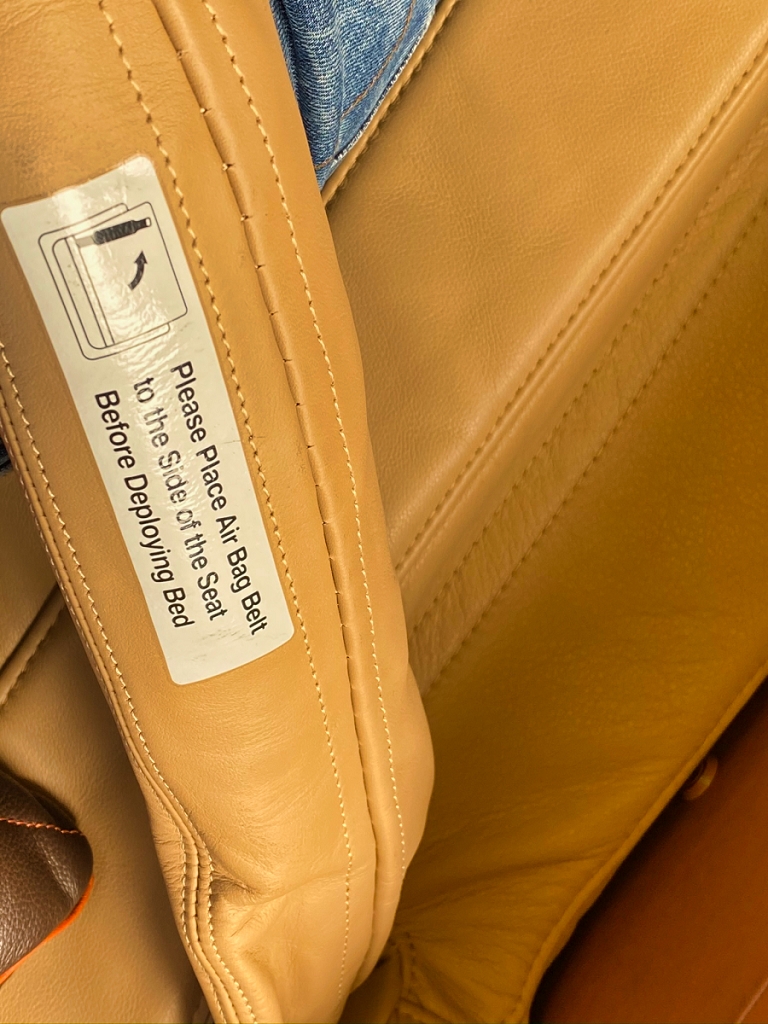 Please Place Air Bag Belt
to the Side of the Seat
Before Deploying Bed